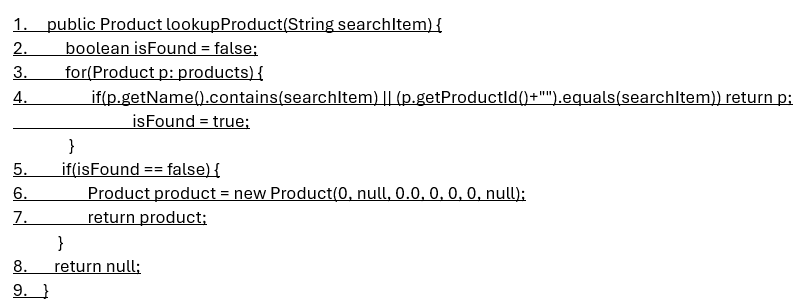 1. public Product lookupProduct(String searchItem) {
2. boolean isFound = false;
3. for(Product p: products) {
4. if(p.getName().contains(searchItem) || (p.getProductId()+"").equals(searchItem)) return p;
isFound = true;
}
5. if(isFound == false) {
6. Product product = new Product(0, null, 0.0, 0, 0, 0, null);
7. return product;
}
8. return null;
9. }